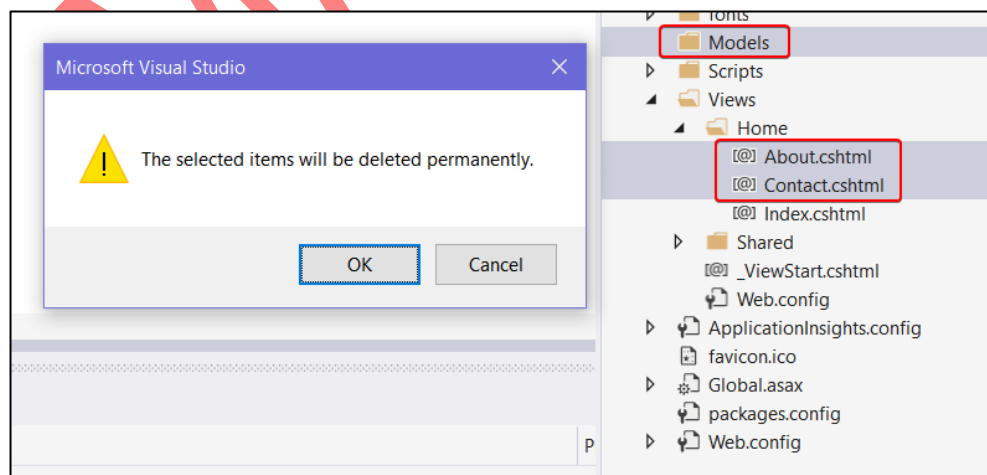 fonts
Models
Microsoft Visual Studio
Scripts
Views
Home
The selected items will be deleted permanently.
About.cshtml
Contact.cshtml
Index.cshtml
Shared
OK
Cancel
_ViewStart.cshtml
Web.config
ApplicationInsights.config
favicon.ico
Global.asax
packages.config
P
Web.config